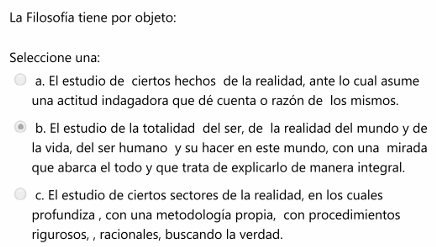 La Filosofía tiene por objeto:
Seleccione una:
a. El estudio de ciertos hechos de la realidad, ante lo cual asume
una actitud indagadora que dé cuenta o razón de los mismos.
b. El estudio de la totalidad del ser, de la realidad del mundo y de
la vida, del ser humano y su hacer en este mundo, con una mirada
que abarca el todo y que trata de explicarlo de manera integral.
c. El estudio de ciertos sectores de la realidad, en los cuales
profundiza , con una metodología propia, con procedimientos
rigurosos, , racionales, buscando la verdad.